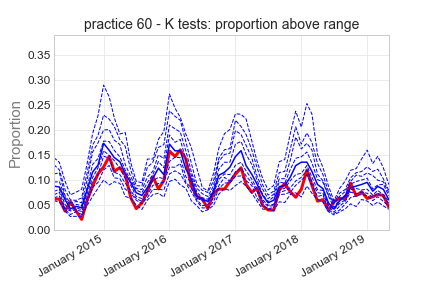 practice 60 - K tests: proportion above range
Proportion
0.35
0.30
0.25
0.20
0.15
0.10
0.05
0.00
January 2015
January 2016
January 2017
January 2018
January 2019